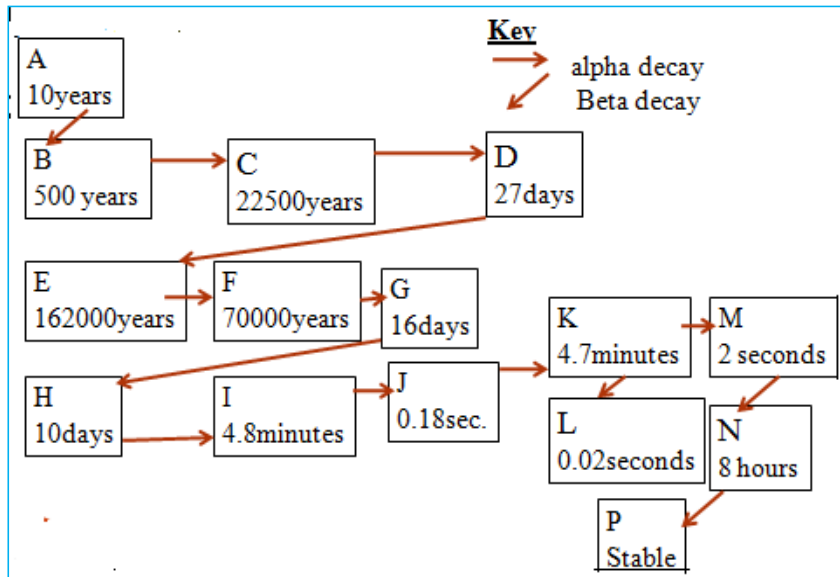 Key
alpha decay
Beta decay
A
10years
B
500 years
C
22500years
D
27days
E
162000years
F
70000years
G
16days
H
10days
I
4.8minutes
J
0.18sec.
K
4.7minutes
L
0.02seconds
M
2 seconds
N
8 hours
P
Stable